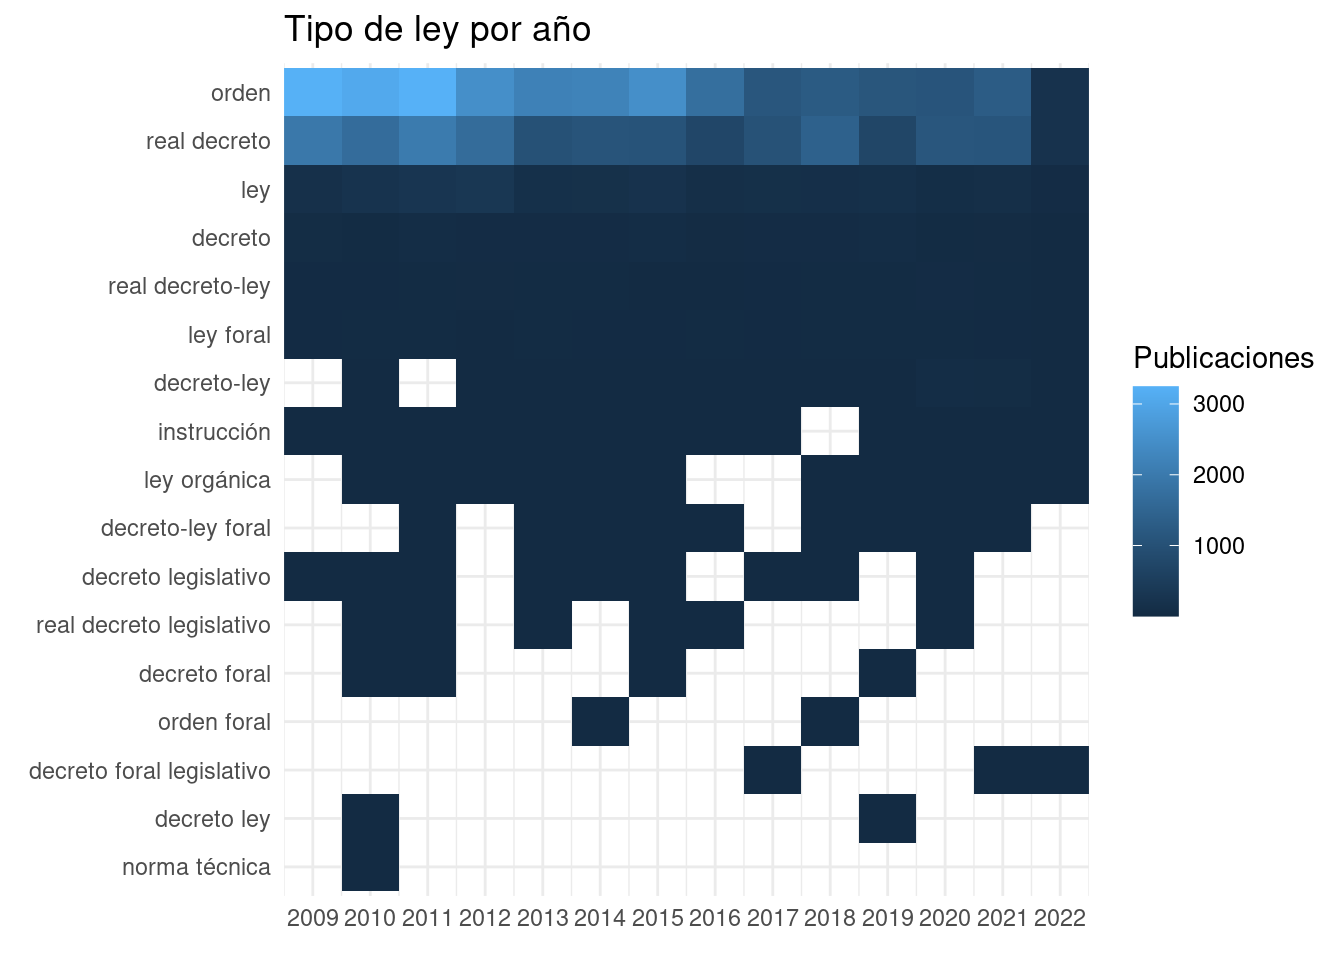 Tipo de ley por año
orden
real decreto
ley
decreto
real decreto-ley
ley foral
decreto-ley
instrucción
ley orgánica
decreto-ley foral
decreto legislativo
real decreto legislativo
decreto foral
orden foral
decreto foral legislativo
decreto ley
norma técnica
2009 2010 2011 2012 2013 2014 2015 2016 2017 2018 2019 2020 2021 2022
Publicaciones
3000
2000
1000